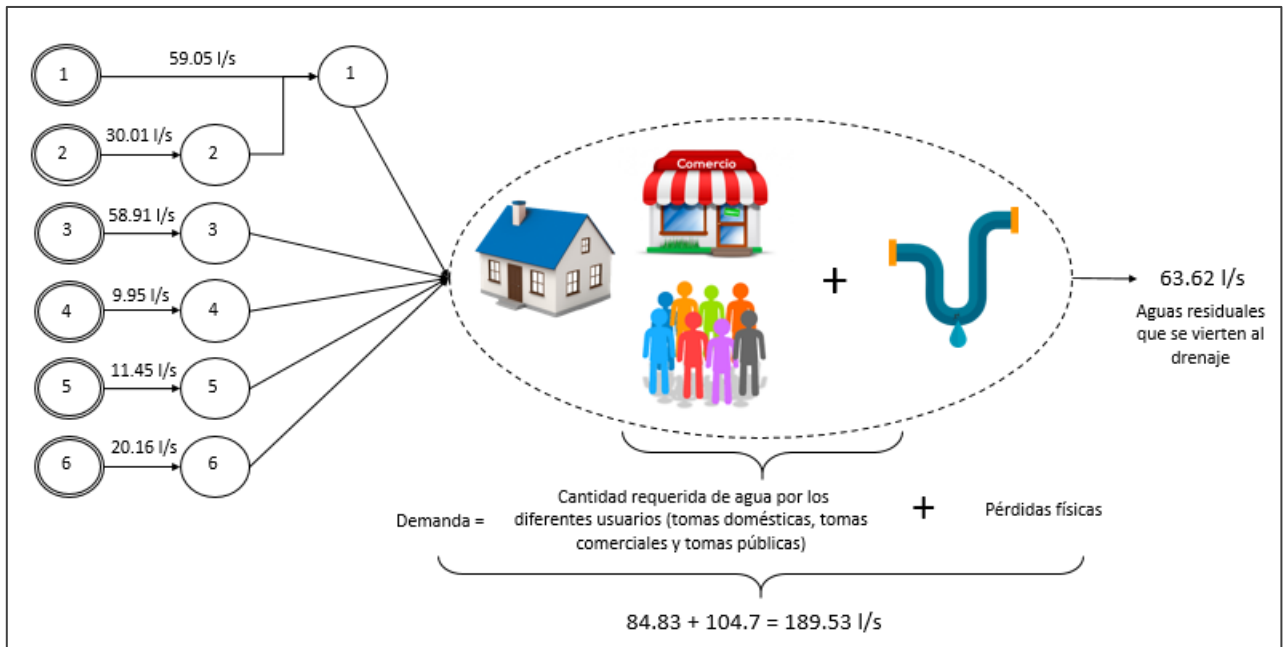 59.05 l/s
1
1
30.01 l/s
2
2
58.91 l/s
3
3
9.95 l/s
4
4
11.45 l/s
5
5
20.16 l/s
6
6
Comercio
+
63.62 l/s
Aguas residuales
que se vierten al
drenaje
Demanda =
Cantidad requerida de agua por los
diferentes usuarios (tomas domésticas, tomas
comerciales y tomas públicas)
+
Pérdidas físicas
84.83 + 104.7 = 189.53 l/s